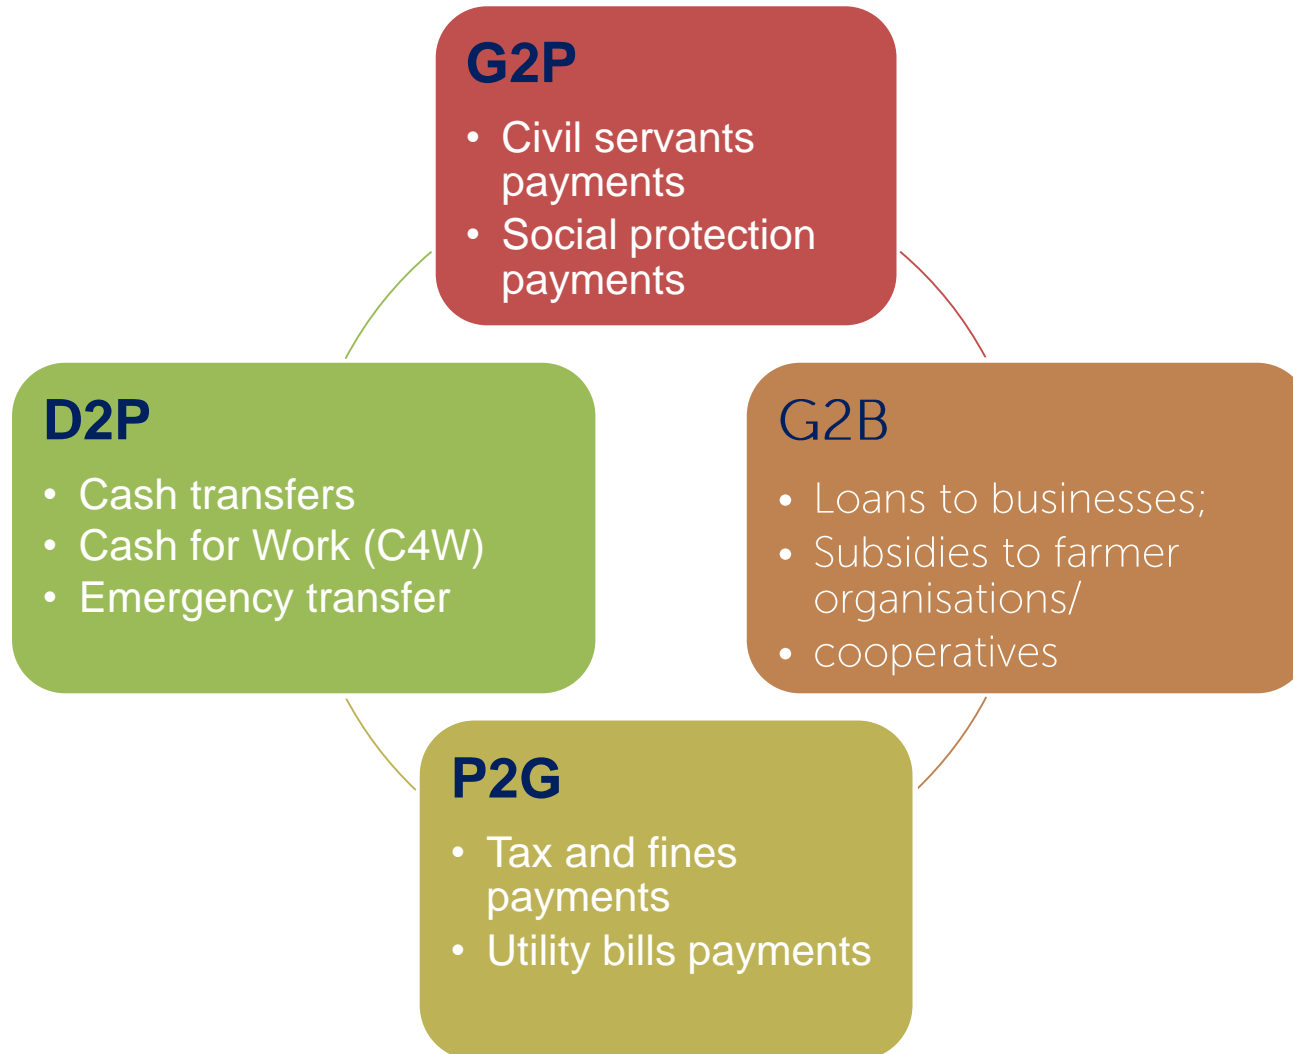 G2P
• Civil servants
payments
• Social protection
payments
D2P
• Cash transfers
• Cash for Work (C4W)
• Emergency transfer
G2B
• Loans to businesses;
• Subsidies to farmer
organisations/
• cooperatives
P2G
• Tax and fines
payments
• Utility bills payments